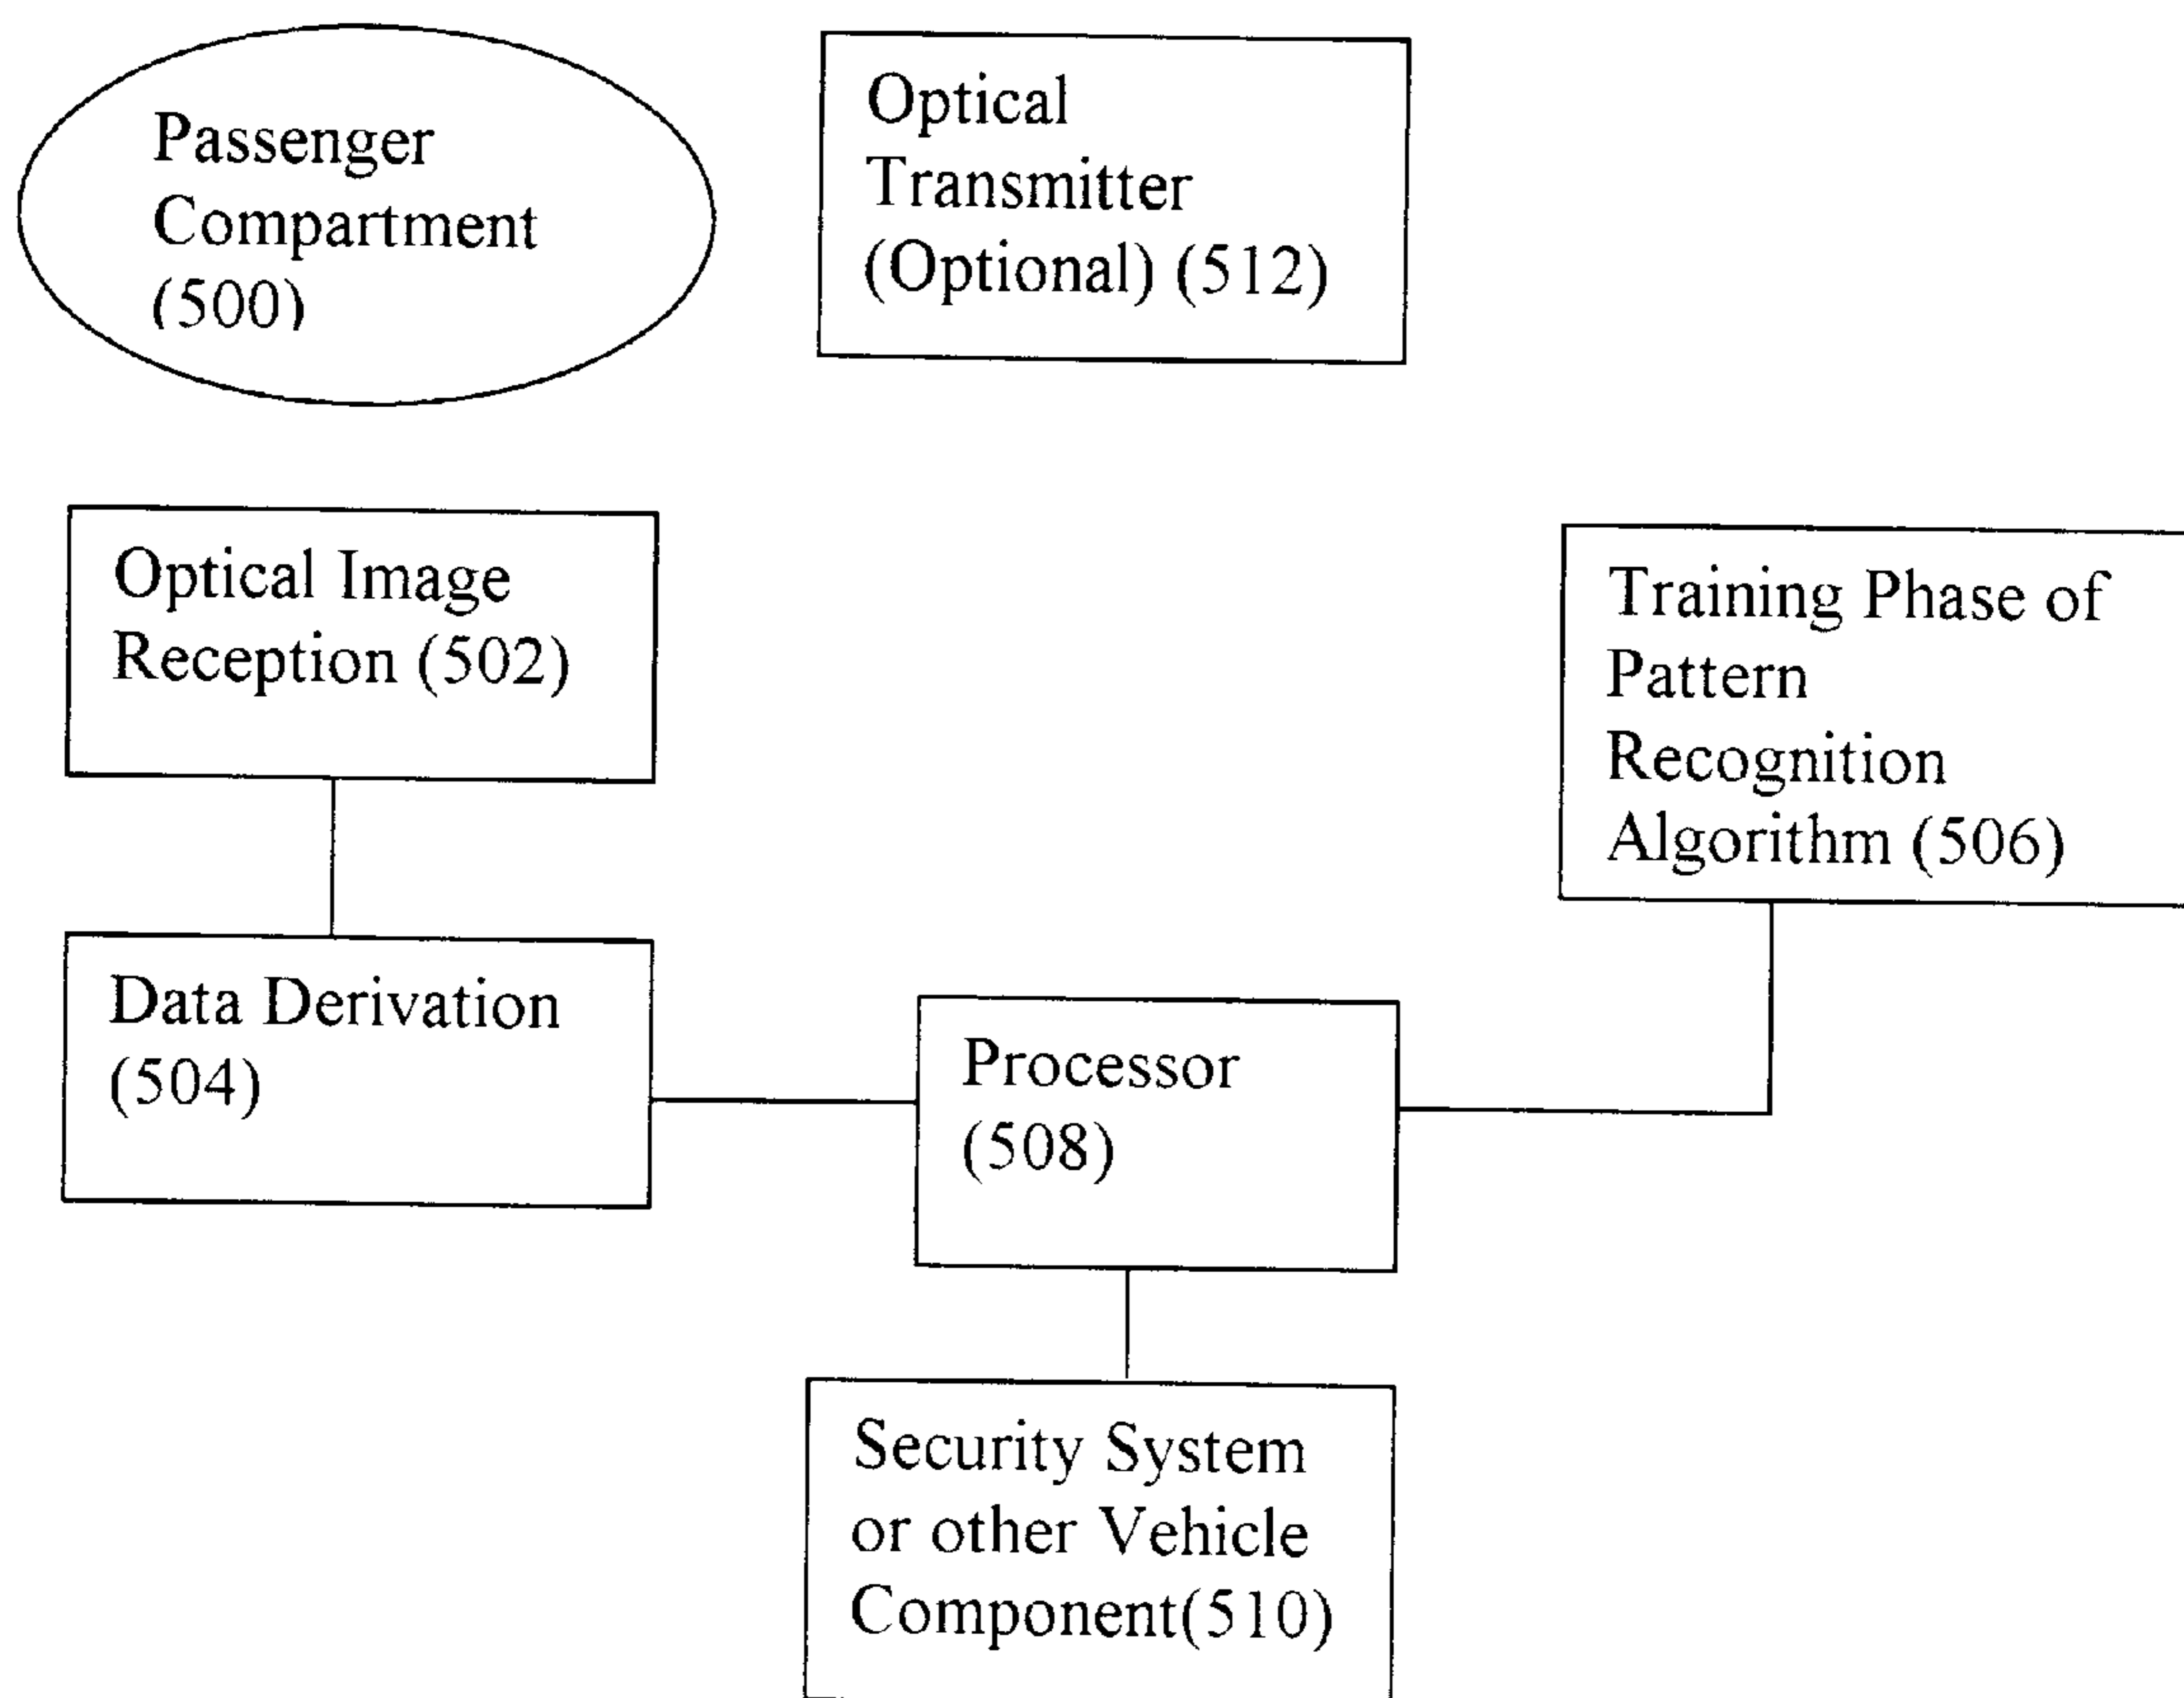 Passenger
Compartment
(500)
Optical
Transmitter
(Optional) (512)
Optical Image
Reception (502)
Training Phase of
Pattern
Recognition
Algorithm (506)
Data Derivation
(504)
Processor
(508)
Security System
or other Vehicle
Component(510)